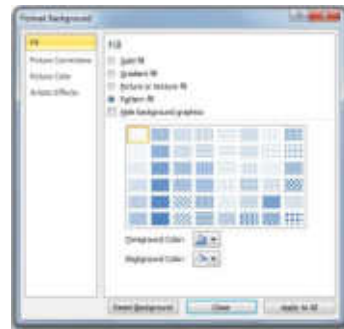 Format Background
Fill
Picture Corrections
Picture Color
Artistic Effects
Fill
Solid fill
Gradient fill
Picture or texture fill
Pattern fill
Hide background graphics
Foreground Color:
Background Color:
Reset Background
Close
Apply to All